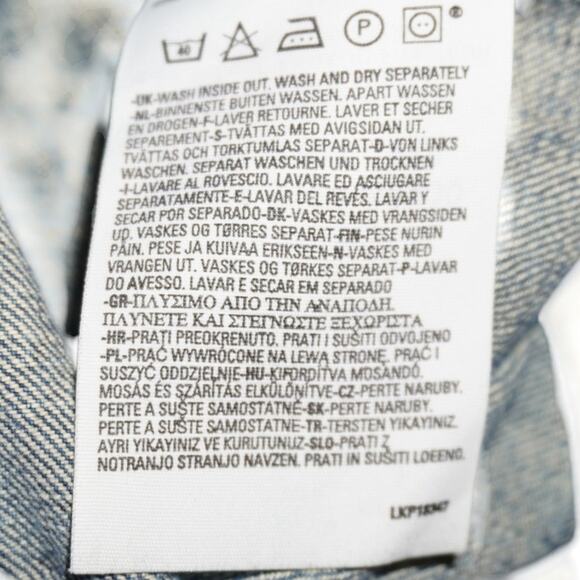 40 P ®
-UK-WASH INSIDE OUT. WASH AND DRY SEPARATELY
-NL-BINNENSTE BUITEN WASSEN. APART WASSEN
EN DROGEN-F-LAVER RETOURNE. LAVER ET SECHER
SEPAREMENT-S-TVÄTTAS MED AVIGSIDAN UT.
TVÄTTAS OCH TORKTUMLAS SEPARAT-D-VON LINKS
WASCHEN. SEPARAT WASCHEN UND TROCKNEN
-I-LAVARE AL ROVESCIO. LAVARE ED ASCIUGARE
SEPARATAMENTE-E-LAVAR DEL REVÉS. LAVAR Y
SECAR POR SEPARADO-DK-VASKES MED VRANGSIDEN
UD. VASKES OG TØRRES SEPARAT-FIN-PESE NURIN
PÄIN. PESE JA KUIVAA ERIKSEEN-N-VASKES MED
VRANGEN UT. VASKES OG TØRKES SEPARAT-P-LAVAR
DO AVESSO. LAVAR E SECAR EM SEPARADO
-GR-ΠΛΥΣΙΜΟ ΑΠΟ ΤΗΝ ΑΝΑΠΟΔΗ.
ΠΛΥΝΕΤΕ ΚΑΙ ΣΤΕΓΝΩΣΤΕ ΞΕΧΩΡΙΣΤΑ
-HR-PRATI PREOKRENUTO. PRATI I SUŠITI ODVOJENO
-PL-PRAĆ WYWRÓCONE NA LEWĄ STRONĘ. PRAĆ I
SUSZYĆ ODDZIELNIE-HU-KIFORDÍTVA MOSANDÓ.
MOSÁS ÉS SZÁRÍTÁS ELKÜLÖNÍTVE-CZ-PERTE NARUBY.
PERTE A SUŠTE SAMOSTATNĚ-SK-PERTE NARUBY.
PERTE A SUŠTE SAMOSTATNE-TR-TERSTEN YIKAYINIZ.
AYRI YIKAYINIZ VE KURUTUNUZ-SLO-PRATI Z
NOTRANJO STRANJO NAVZEN. PRATI IN SUŠITI LOEENO.